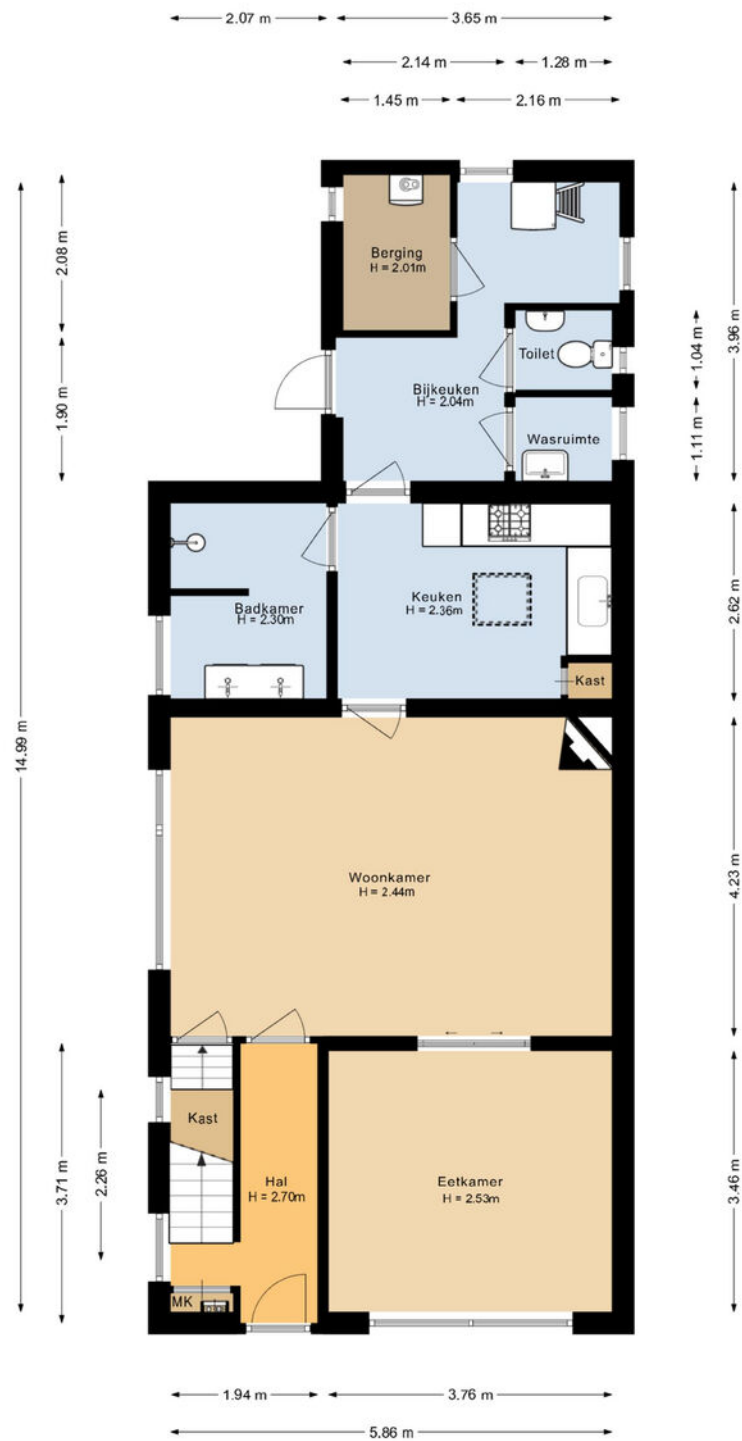 2.07 m
3.65 m
2.14 m
1.28 m
1.45 m
2.16 m
2.08 m
3.96 m
Berging
H = 2.01m
1.04 m
Toilet
1.90 m
Bijkeuken
H = 2.04m
1.11 m
Wasruimte
2.62 m
Keuken
H = 2.36m
Badkamer
H = 2.30m
Kast
14.99 m
4.23 m
Woonkamer
H = 2.44m
3.71 m
2.26 m
Kast
3.46 m
Hal
H = 2.70m
Eetkamer
H = 2.53m
MK
1.94 m
3.76 m
5.86 m